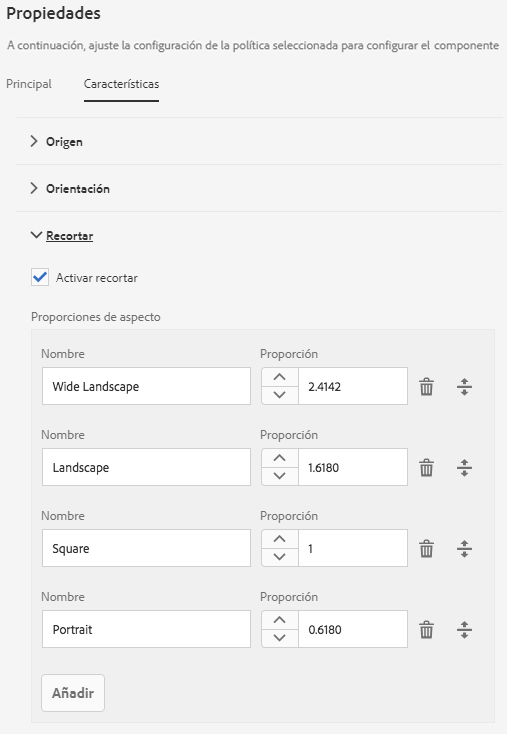 Propiedades
A continuación, ajuste la configuración de la política seleccionada para configurar el componente
Principal Características
Origen
Orientación
Recortar
Activar recortar
Proporciones de aspecto
Nombre Proporción
Wide Landscape 2.4142
Nombre Proporción
Landscape 1.6180
Nombre Proporción
Square 1
Nombre Proporción
Portrait 0.6180
Añadir